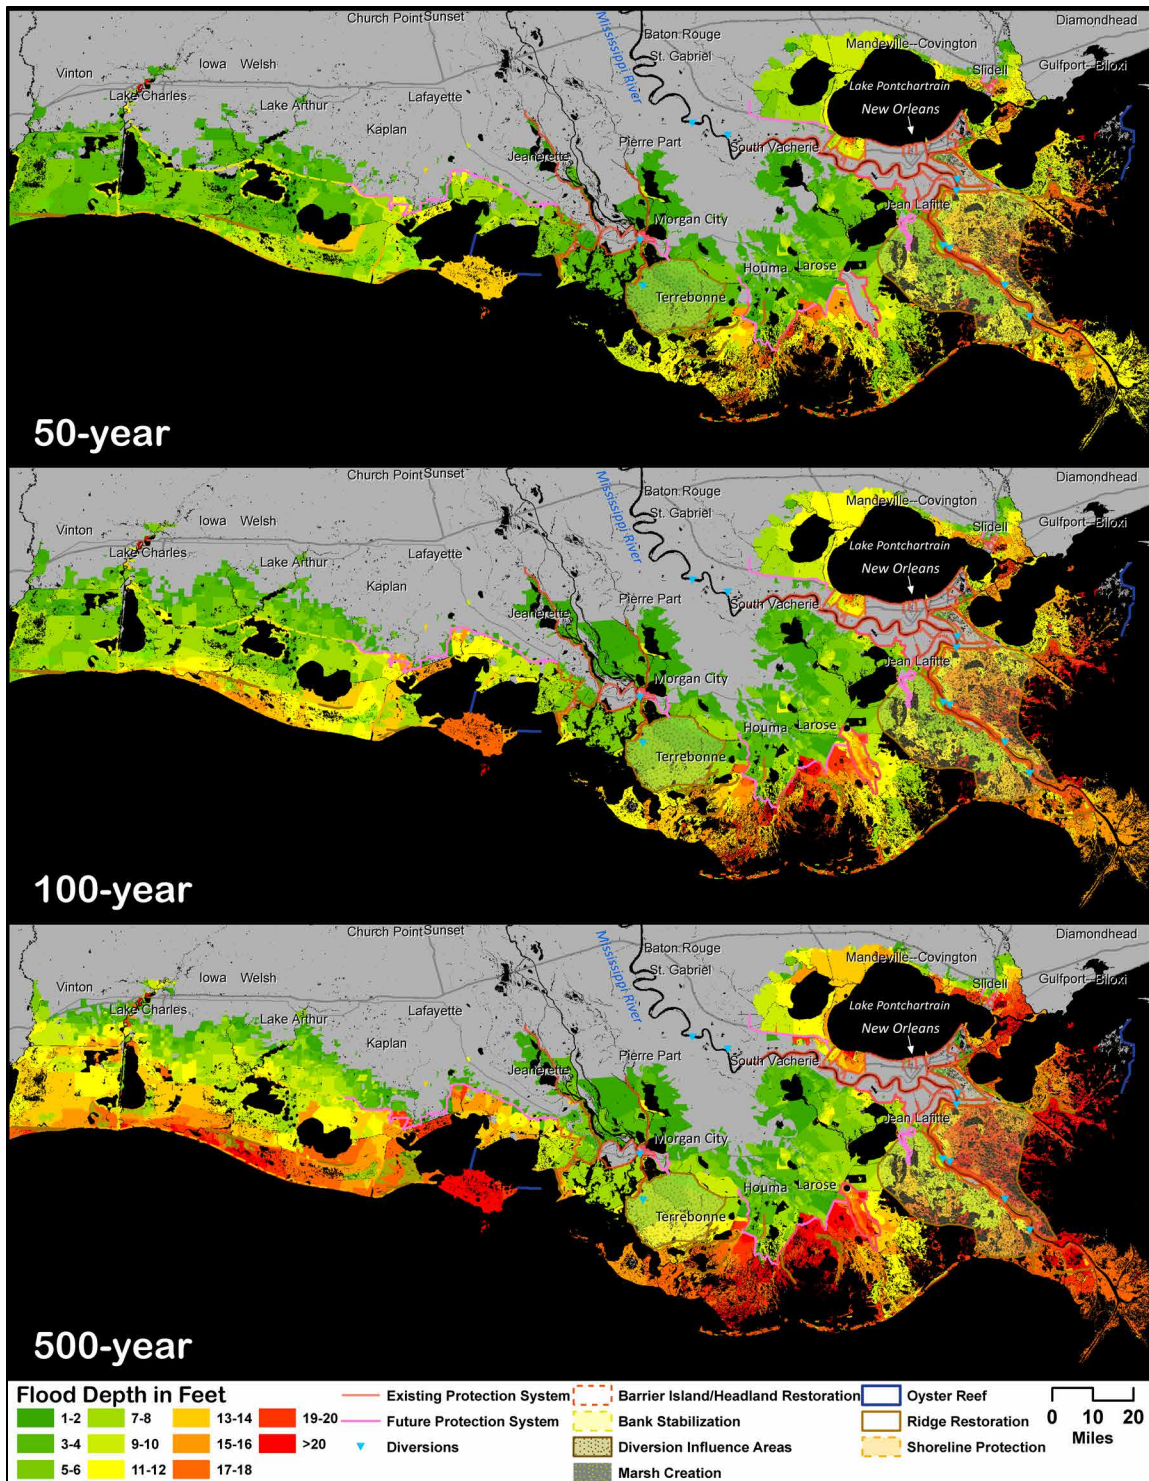 Church Point
Sunset
Diamondhead
Baton Rouge
Mandeville--Covington
Mississippi River
St. Gabriel
Iowa
Welsh
Vinton
Slidell
Gulfport--Biloxi
Lake Charles
Lake Arthur
Lafayette
Lake Pontchartrain
New Orleans
Kaplan
Pierre Part
South Vacherie
Jeanerette
Jean Lafitte
Morgan City
Houma
Larose
Terrebonne
50-year
Church Point
Sunset
Diamondhead
Baton Rouge
Mandeville--Covington
Mississippi River
St. Gabriel
Iowa
Welsh
Vinton
Slidell
Gulfport--Biloxi
Lake Charles
Lake Arthur
Lafayette
Lake Pontchartrain
New Orleans
Kaplan
Pierre Part
South Vacherie
Jeanerette
Jean Lafitte
Morgan City
Houma
Larose
Terrebonne
100-year
Church Point
Sunset
Diamondhead
Baton Rouge
Mandeville--Covington
Mississippi River
St. Gabriel
Iowa
Welsh
Vinton
Slidell
Gulfport--Biloxi
Lake Charles
Lake Arthur
Lafayette
Lake Pontchartrain
New Orleans
Kaplan
Pierre Part
South Vacherie
Jeanerette
Jean Lafitte
Morgan City
Houma
Larose
Terrebonne
500-year
Flood Depth in Feet
1-2
3-4
5-6
7-8
9-10
11-12
13-14
15-16
17-18
19-20
>20
Existing Protection System
Future Protection System
Diversions
Barrier Island/Headland Restoration
Bank Stabilization
Diversion Influence Areas
Marsh Creation
Oyster Reef
Ridge Restoration
Shoreline Protection
0 10 20
Miles